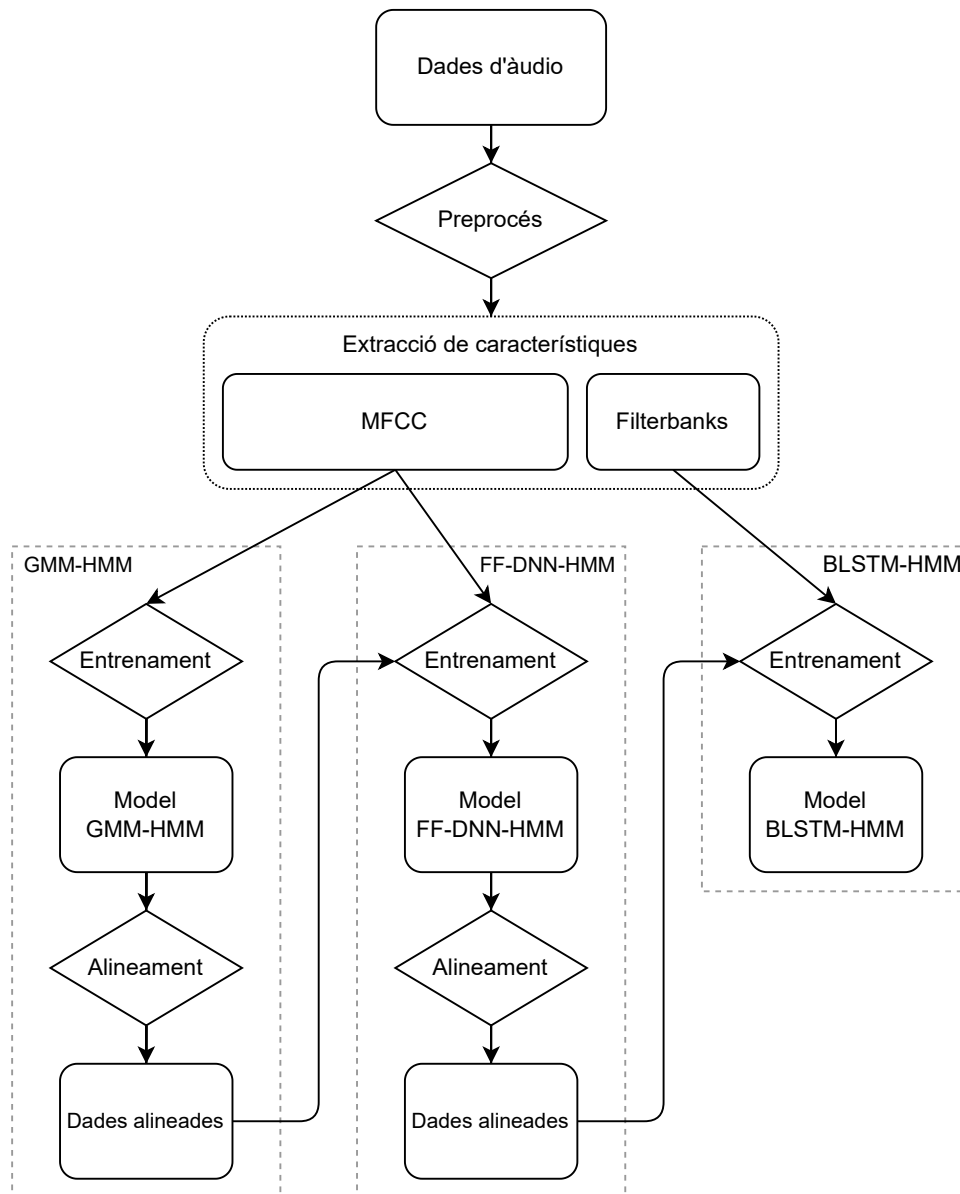 Dades d'àudio
Preprocés
Extracció de característiques
MFCC
Filterbanks
GMM-HMM
FF-DNN-HMM
BLSTM-HMM
Entrenament
Entrenament
Entrenament
Model
GMM-HMM
Model
FF-DNN-HMM
Model
BLSTM-HMM
Alineament
Alineament
Dades alineades
Dades alineades